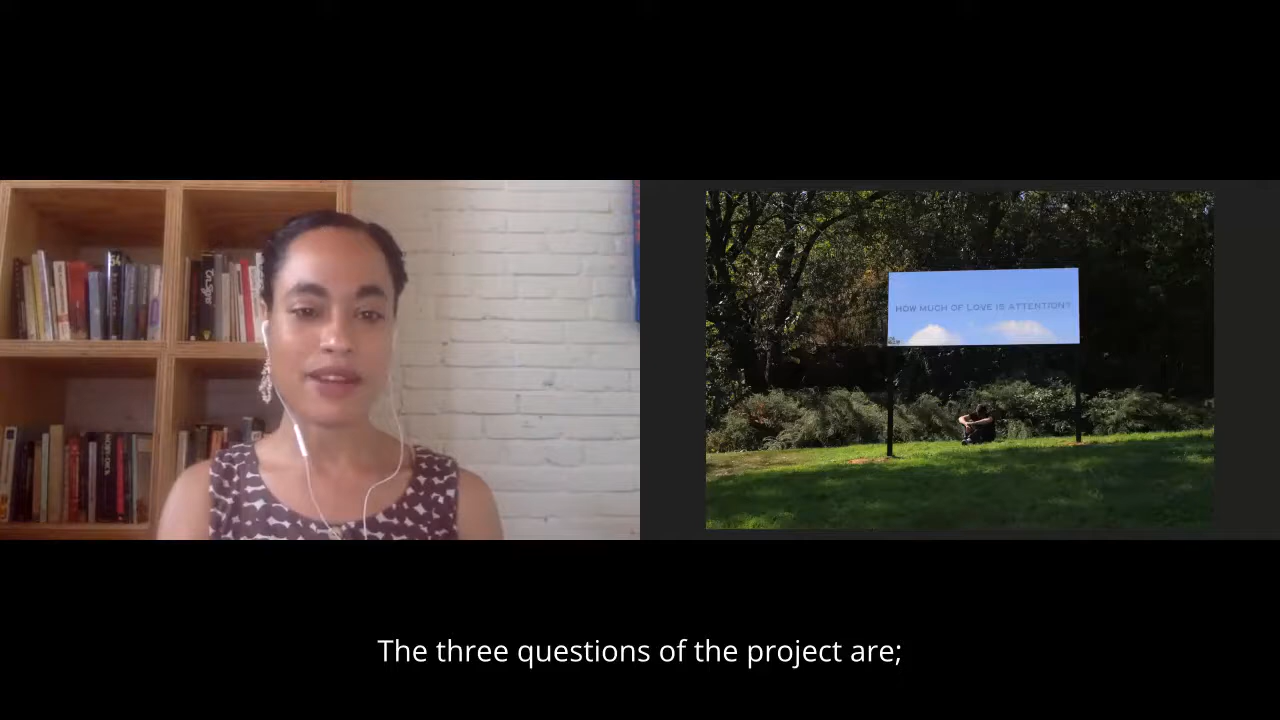 HOW MUCH OF LOVE IS ATTENTION?
The three questions of the project are;